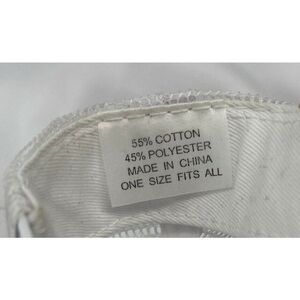 55% COTTON
45% POLYESTER
MADE IN CHINA
ONE SIZE FITS ALL